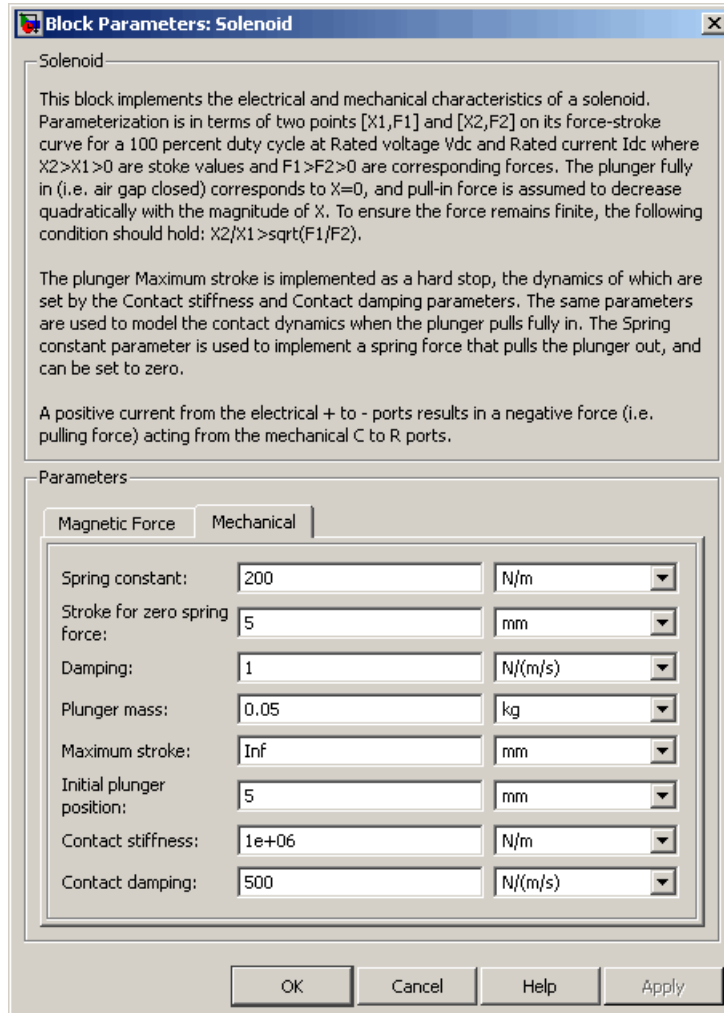 Block Parameters: Solenoid
Solenoid
This block implements the electrical and mechanical characteristics of a solenoid.
Parameterization is in terms of two points [X1,F1] and [X2,F2] on its force-stroke
curve for a 100 percent duty cycle at Rated voltage Vdc and Rated current Idc where
X2>X1>0 are stoke values and F1>F2>0 are corresponding forces. The plunger fully
in (i.e. air gap closed) corresponds to X=0, and pull-in force is assumed to decrease
quadratically with the magnitude of X. To ensure the force remains finite, the following
condition should hold: X2/X1>sqrt(F1/F2).
The plunger Maximum stroke is implemented as a hard stop, the dynamics of which are
set by the Contact stiffness and Contact damping parameters. The same parameters
are used to model the contact dynamics when the plunger pulls fully in. The Spring
constant parameter is used to implement a spring force that pulls the plunger out, and
can be set to zero.
A positive current from the electrical + to - ports results in a negative force (i.e.
pulling force) acting from the mechanical C to R ports.
Parameters
Magnetic Force Mechanical
Spring constant: 200 N/m
Stroke for zero spring
force: 5 mm
Damping: 1 N/(m/s)
Plunger mass: 0.05 kg
Maximum stroke: Inf mm
Initial plunger
position: 5 mm
Contact stiffness: 1e+06 N/m
Contact damping: 500 N/(m/s)
OK Cancel Help Apply